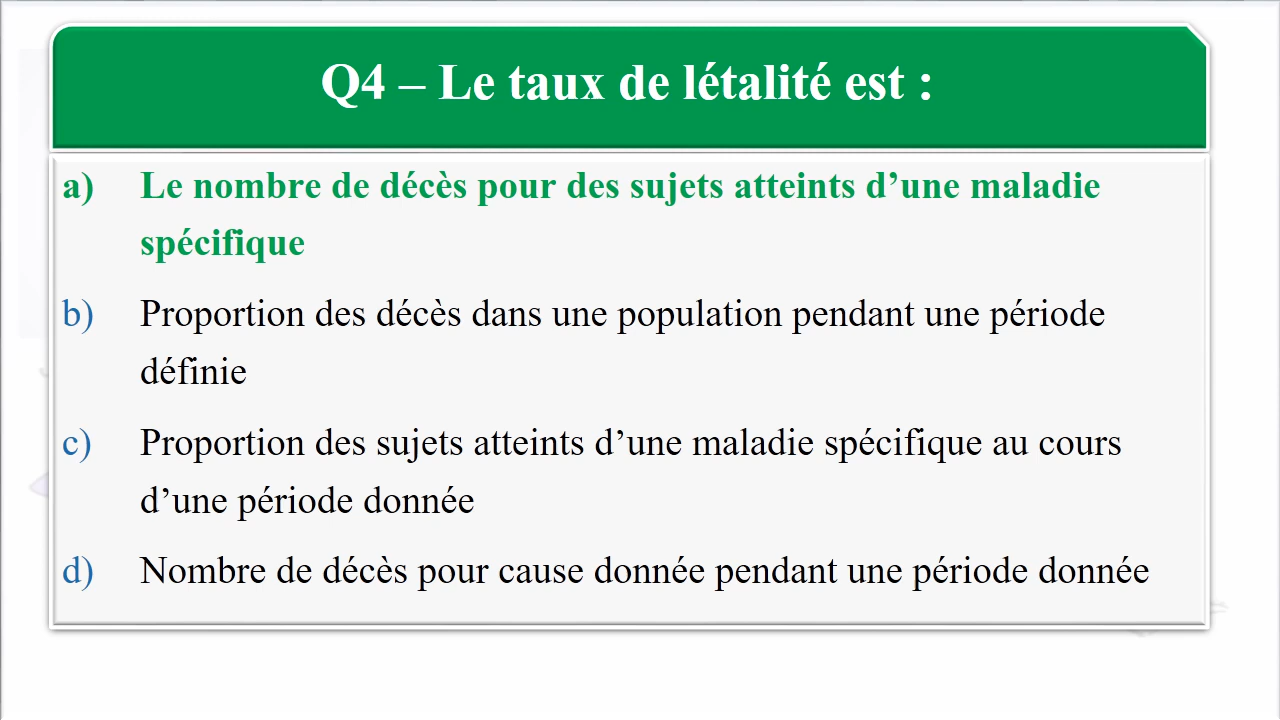 Q4 – Le taux de létalité est :
a) Le nombre de décès pour des sujets atteints d’une maladie
spécifique
b) Proportion des décès dans une population pendant une période
définie
c) Proportion des sujets atteints d’une maladie spécifique au cours
d’une période donnée
d) Nombre de décès pour cause donnée pendant une période donnée